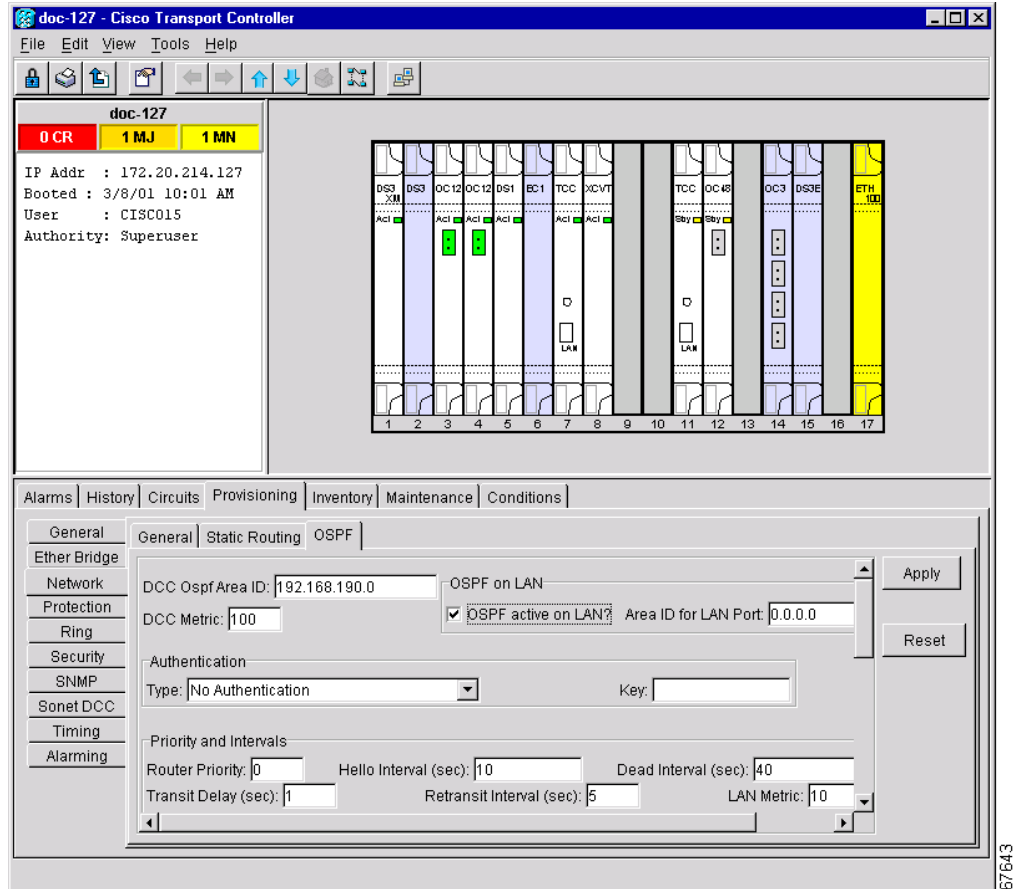 doc-127 - Cisco Transport Controller
File Edit View Tools Help
doc-127
0 CR 1 MJ 1 MN
IP Addr : 172.20.214.127
Booted : 3/8/01 10:01 AM
User : CISCO15
Authority: Superuser
DS3 XM DS3 OC12 OC12 DS1 EC1 TCC XCVT TCC OC48 OC3 DS3E ETH 100
Act Act Act Act Act Act Sby Sby
LAN LAN
1 2 3 4 5 6 7 8 9 10 11 12 13 14 15 16 17
Alarms History Circuits Provisioning Inventory Maintenance Conditions
General
Ether Bridge
Network
Protection
Ring
Security
SNMP
Sonet DCC
Timing
Alarming
General Static Routing OSPF
DCC Ospf Area ID: 192.168.190.0
DCC Metric: 100
OSPF on LAN
OSPF active on LAN? Area ID for LAN Port: 0.0.0.0
Authentication
Type: No Authentication Key:
Priority and Intervals
Router Priority: 0 Hello Interval (sec): 10 Dead Interval (sec): 40
Transit Delay (sec): 1 Retransit Interval (sec): 5 LAN Metric: 10
Apply
Reset
67643